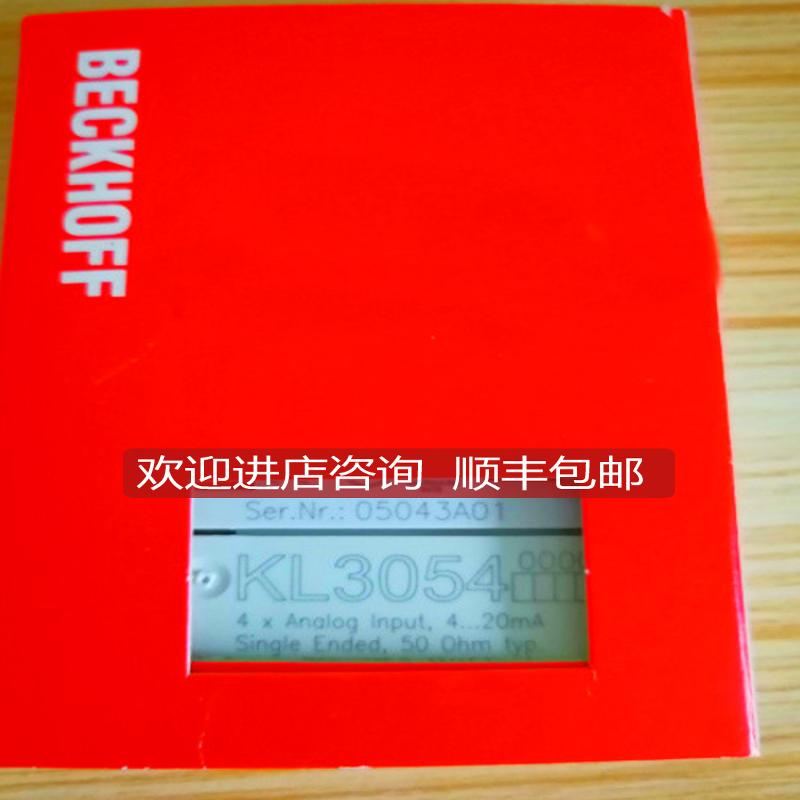 BECKHOFF
欢迎进店咨询 顺丰包邮
Ser.Nr.: 05043A01
KL3054
4 x Analog Input, 4...20mA
Single Ended, 50 Ohm typ